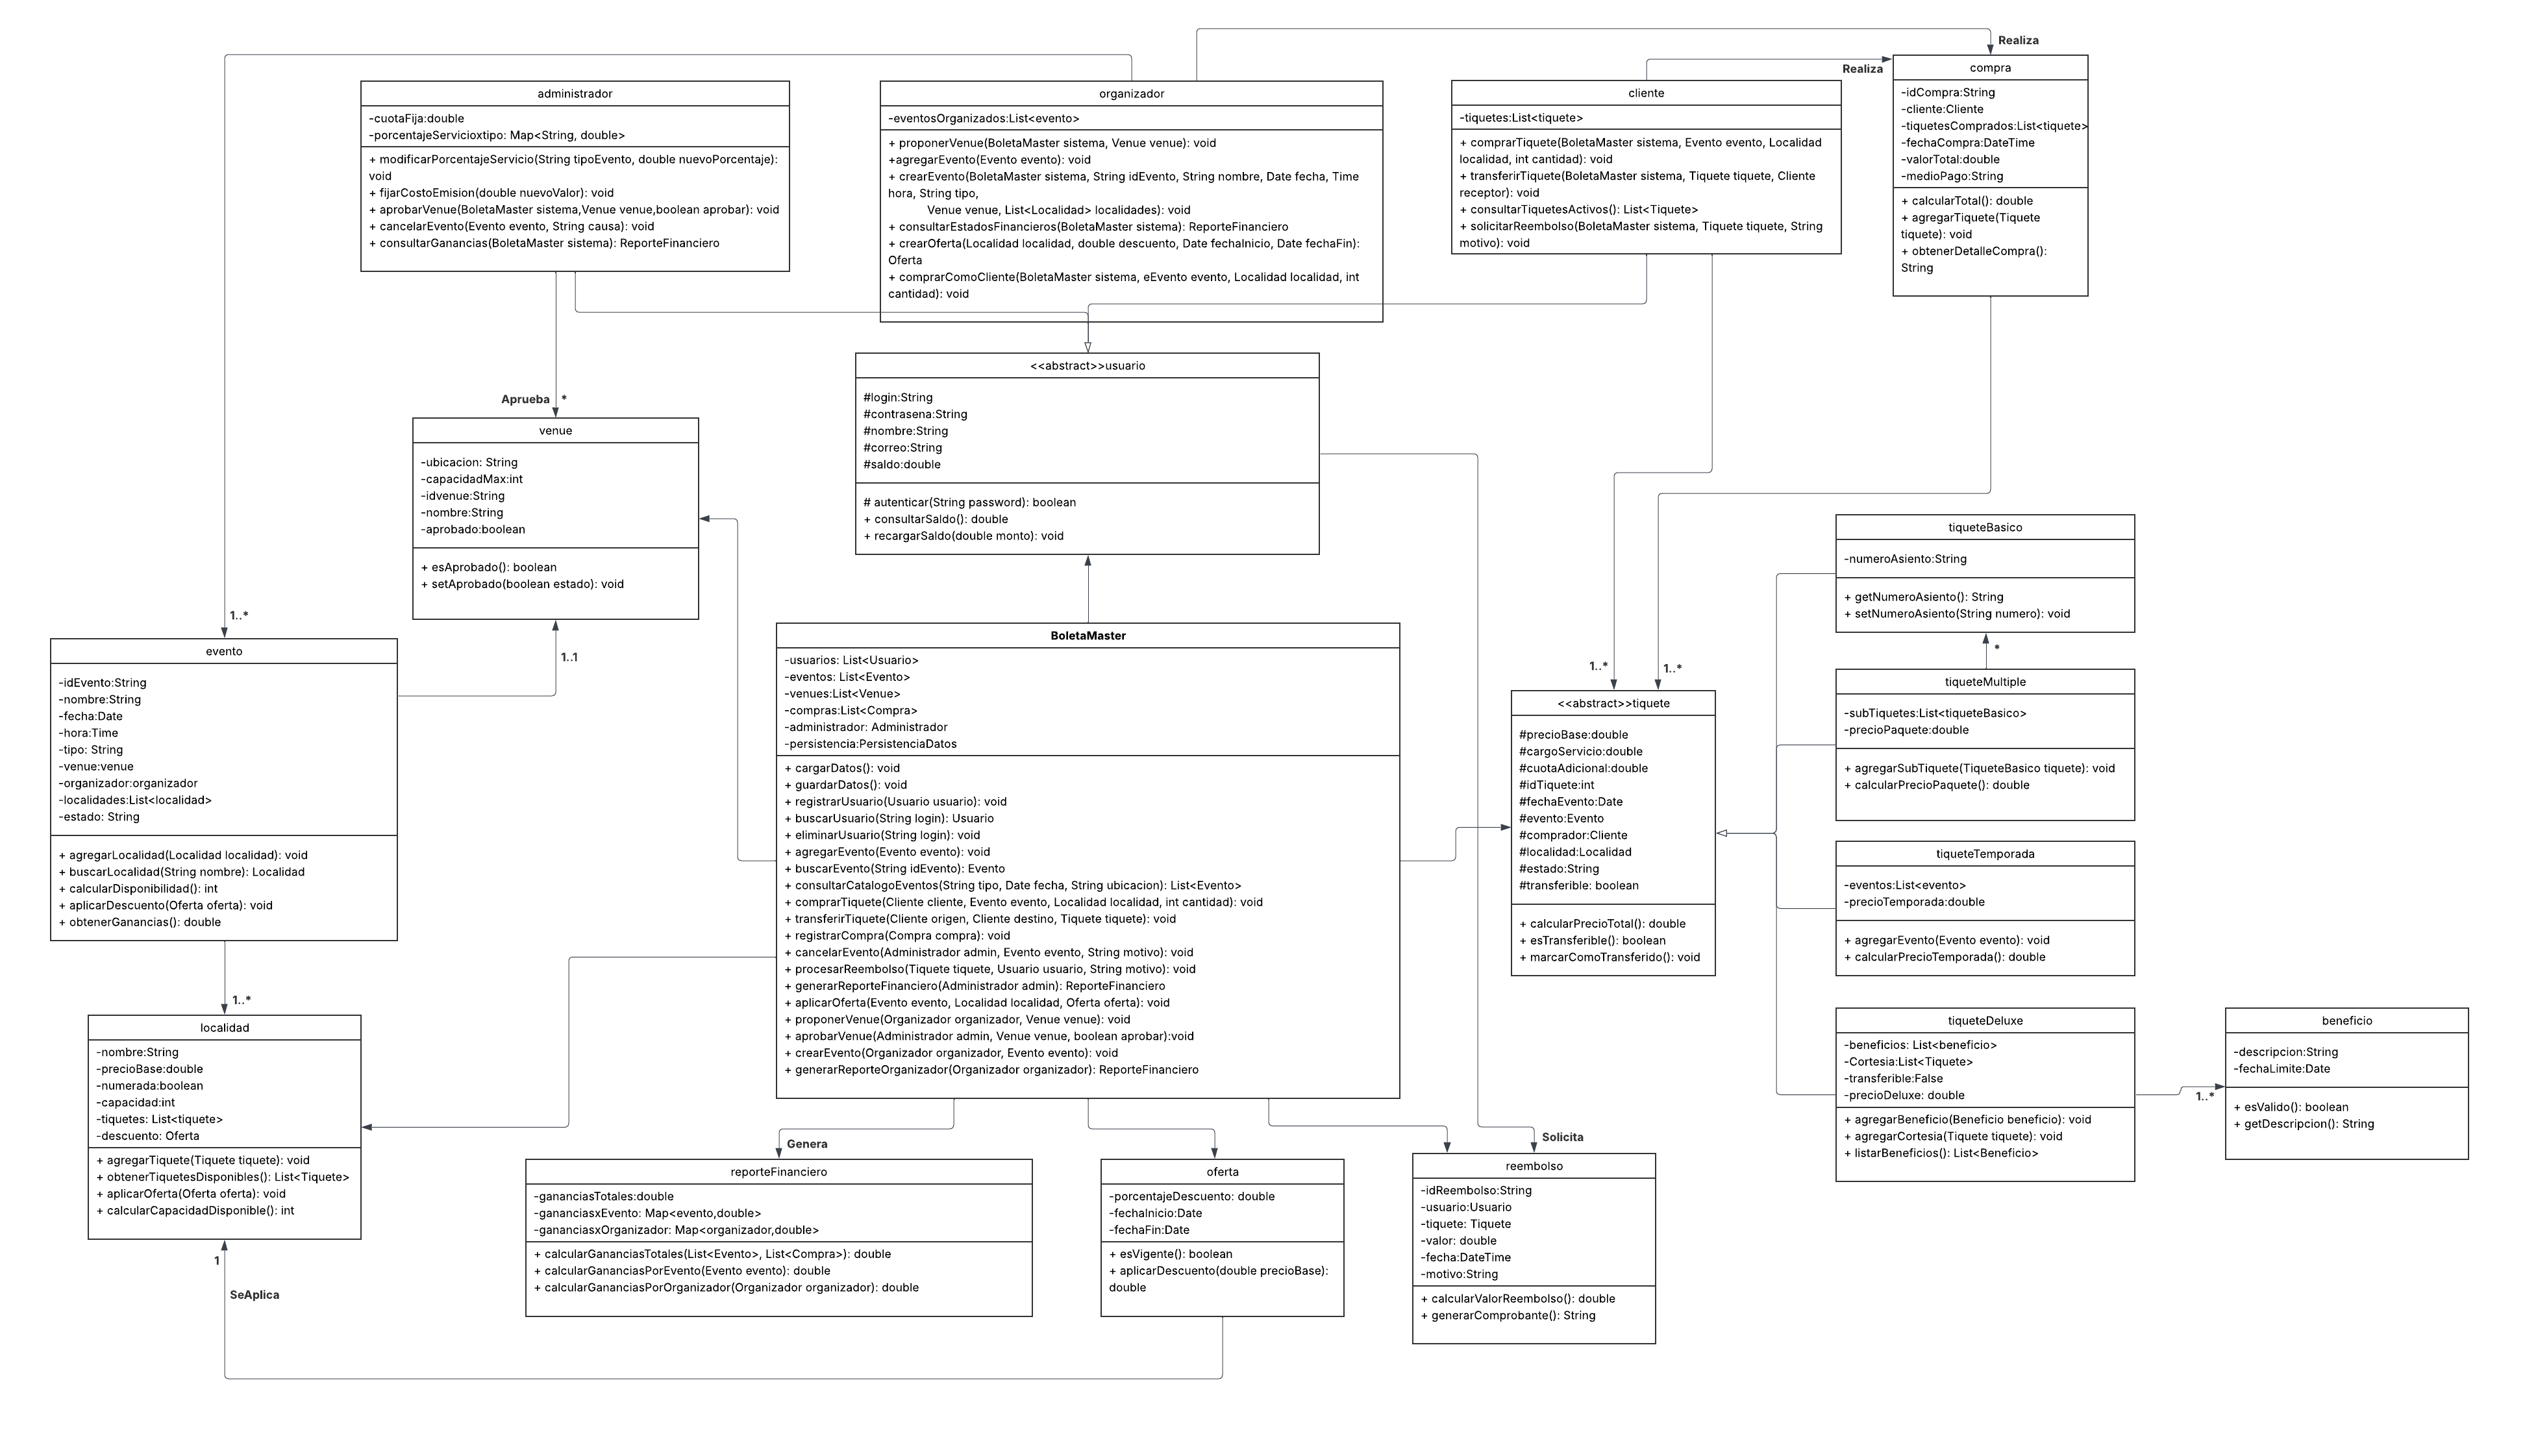 Realiza
Realiza
administrador
-cuotaFija:double
-porcentajeServicioxtipo: Map<String, double>
+ modificarPorcentajeServicio(String tipoEvento, double nuevoPorcentaje):
void
+ fijarCostoEmision(double nuevoValor): void
+ aprobarVenue(BoletaMaster sistema,Venue venue,boolean aprobar): void
+ cancelarEvento(Evento evento, String causa): void
+ consultarGanancias(BoletaMaster sistema): ReporteFinanciero
organizador
-eventosOrganizados:List<evento>
+ proponerVenue(BoletaMaster sistema, Venue venue): void
+agregarEvento(Evento evento): void
+ crearEvento(BoletaMaster sistema, String idEvento, String nombre, Date fecha, Time
hora, String tipo,
Venue venue, List<Localidad> localidades): void
+ consultarEstadosFinancieros(BoletaMaster sistema): ReporteFinanciero
+ crearOferta(Localidad localidad, double descuento, Date fechaInicio, Date fechaFin):
Oferta
+ comprarComoCliente(BoletaMaster sistema, eEvento evento, Localidad localidad, int
cantidad): void
cliente
-tiquetes:List<tiquete>
+ comprarTiquete(BoletaMaster sistema, Evento evento, Localidad
localidad, int cantidad): void
+ transferirTiquete(BoletaMaster sistema, Tiquete tiquete, Cliente
receptor): void
+ consultarTiquetesActivos(): List<Tiquete>
+ solicitarReembolso(BoletaMaster sistema, Tiquete tiquete, String
motivo): void
compra
-idCompra:String
-cliente:Cliente
-tiquetesComprados:List<tiquete>
-fechaCompra:DateTime
-valorTotal:double
-medioPago:String
+ calcularTotal(): double
+ agregarTiquete(Tiquete
tiquete): void
+ obtenerDetalleCompra():
String
<<abstract>>usuario
#login:String
#contrasena:String
#nombre:String
#correo:String
#saldo:double
# autenticar(String password): boolean
+ consultarSaldo(): double
+ recargarSaldo(double monto): void
Aprueba *
venue
-ubicacion: String
-capacidadMax:int
-idvenue:String
-nombre:String
-aprobado:boolean
+ esAprobado(): boolean
+ setAprobado(boolean estado): void
1..*
1..1
evento
-idEvento:String
-nombre:String
-fecha:Date
-hora:Time
-tipo: String
-venue:venue
-organizador:organizador
-localidades:List<localidad>
-estado: String
+ agregarLocalidad(Localidad localidad): void
+ buscarLocalidad(String nombre): Localidad
+ calcularDisponibilidad(): int
+ aplicarDescuento(Oferta oferta): void
+ obtenerGanancias(): double
BoletaMaster
-usuarios: List<Usuario>
-eventos: List<Evento>
-venues:List<Venue>
-compras:List<Compra>
-administrador: Administrador
-persistencia:PersistenciaDatos
+ cargarDatos(): void
+ guardarDatos(): void
+ registrarUsuario(Usuario usuario): void
+ buscarUsuario(String login): Usuario
+ eliminarUsuario(String login): void
+ agregarEvento(Evento evento): void
+ buscarEvento(String idEvento): Evento
+ consultarCatalogoEventos(String tipo, Date fecha, String ubicacion): List<Evento>
+ comprarTiquete(Cliente cliente, Evento evento, Localidad localidad, int cantidad): void
+ transferirTiquete(Cliente origen, Cliente destino, Tiquete tiquete): void
+ registrarCompra(Compra compra): void
+ cancelarEvento(Administrador admin, Evento evento, String motivo): void
+ procesarReembolso(Tiquete tiquete, Usuario usuario, String motivo): void
+ generarReporteFinanciero(Administrador admin): ReporteFinanciero
+ aplicarOferta(Evento evento, Localidad localidad, Oferta oferta): void
+ proponerVenue(Organizador organizador, Venue venue): void
+ aprobarVenue(Administrador admin, Venue venue, boolean aprobar):void
+ crearEvento(Organizador organizador, Evento evento): void
+ generarReporteOrganizador(Organizador organizador): ReporteFinanciero
1..*
1..*
<<abstract>>tiquete
#precioBase:double
#cargoServicio:double
#cuotaAdicional:double
#idTiquete:int
#fechaEvento:Date
#evento:Evento
#comprador:Cliente
#localidad:Localidad
#estado:String
#transferible: boolean
+ calcularPrecioTotal(): double
+ esTransferible(): boolean
+ marcarComoTransferido(): void
tiqueteBasico
-numeroAsiento:String
+ getNumeroAsiento(): String
+ setNumeroAsiento(String numero): void
*
tiqueteMultiple
-subTiquetes:List<tiqueteBasico>
-precioPaquete:double
+ agregarSubTiquete(TiqueteBasico tiquete): void
+ calcularPrecioPaquete(): double
tiqueteTemporada
-eventos:List<evento>
-precioTemporada:double
+ agregarEvento(Evento evento): void
+ calcularPrecioTemporada(): double
tiqueteDeluxe
-beneficios: List<beneficio>
-Cortesia:List<Tiquete>
-transferible:False
-precioDeluxe: double
+ agregarBeneficio(Beneficio beneficio): void
+ agregarCortesia(Tiquete tiquete): void
+ listarBeneficios(): List<Beneficio>
1..*
beneficio
-descripcion:String
-fechaLimite:Date
+ esValido(): boolean
+ getDescripcion(): String
1..*
localidad
-nombre:String
-precioBase:double
-numerada:boolean
-capacidad:int
-tiquetes: List<tiquete>
-descuento: Oferta
+ agregarTiquete(Tiquete tiquete): void
+ obtenerTiquetesDisponibles(): List<Tiquete>
+ aplicarOferta(Oferta oferta): void
+ calcularCapacidadDisponible(): int
1
SeAplica
Genera
reporteFinanciero
-gananciasTotales:double
-gananciasxEvento: Map<evento,double>
-gananciasxOrganizador: Map<organizador,double>
+ calcularGananciasTotales(List<Evento>, List<Compra>): double
+ calcularGananciasPorEvento(Evento evento): double
+ calcularGananciasPorOrganizador(Organizador organizador): double
oferta
-porcentajeDescuento: double
-fechaInicio:Date
-fechaFin:Date
+ esVigente(): boolean
+ aplicarDescuento(double precioBase):
double
Solicita
reembolso
-idReembolso:String
-usuario:Usuario
-tiquete: Tiquete
-valor: double
-fecha:DateTime
-motivo:String
+ calcularValorReembolso(): double
+ generarComprobante(): String